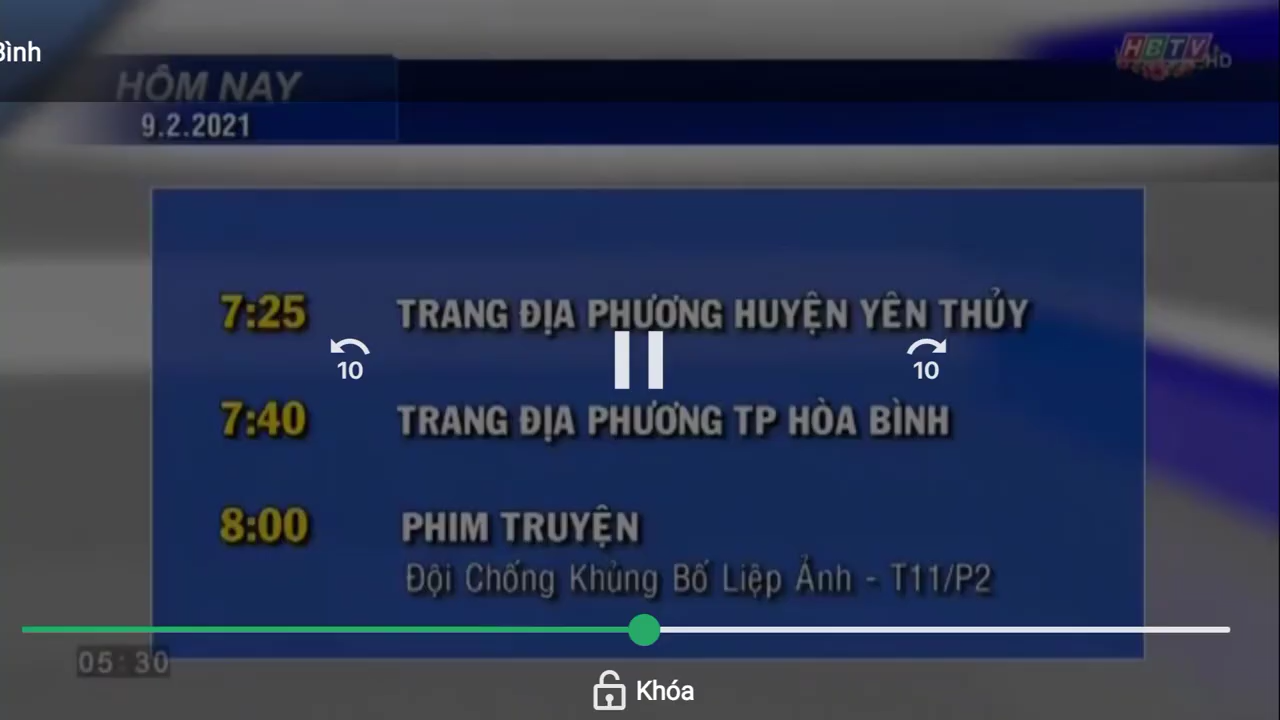 Bình
HBTV HD
HÔM NAY
9.2.2021
7:25 TRANG ĐỊA PHƯƠNG HUYỆN YÊN THỦY
10 10
7:40 TRANG ĐỊA PHƯƠNG TP HÒA BÌNH
8:00 PHIM TRUYỆN
Đội Chống Khủng Bố Liệp Ảnh - T11/P2
05:30
Khóa